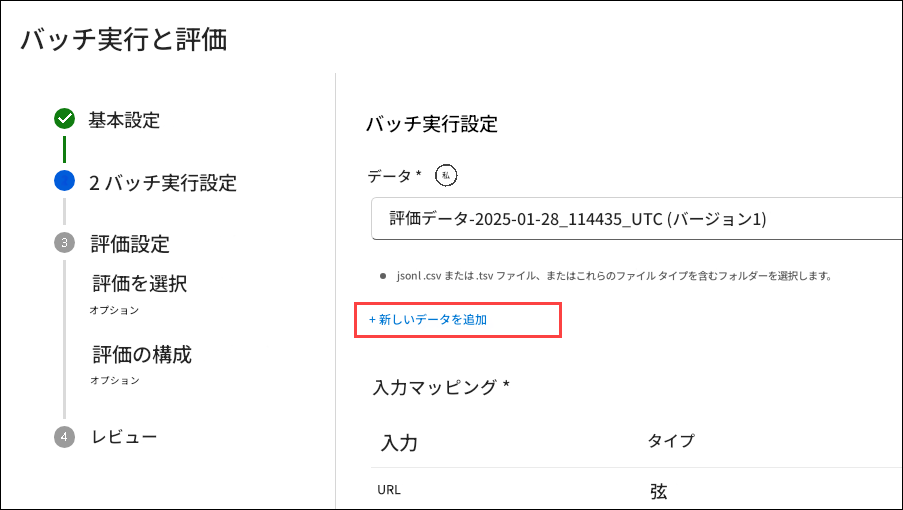 バッチ実行と評価
基本設定
2 バッチ実行設定
3 評価設定
評価を選択
オプション
評価の構成
オプション
4 レビュー
バッチ実行設定
データ * 私
評価データ-2025-01-28_114435_UTC (バージョン1)
● jsonl .csv または .tsv ファイル、またはこれらのファイル タイプを含むフォルダーを選択します。
+ 新しいデータを追加
入力マッピング *
入力 タイプ
URL 弦